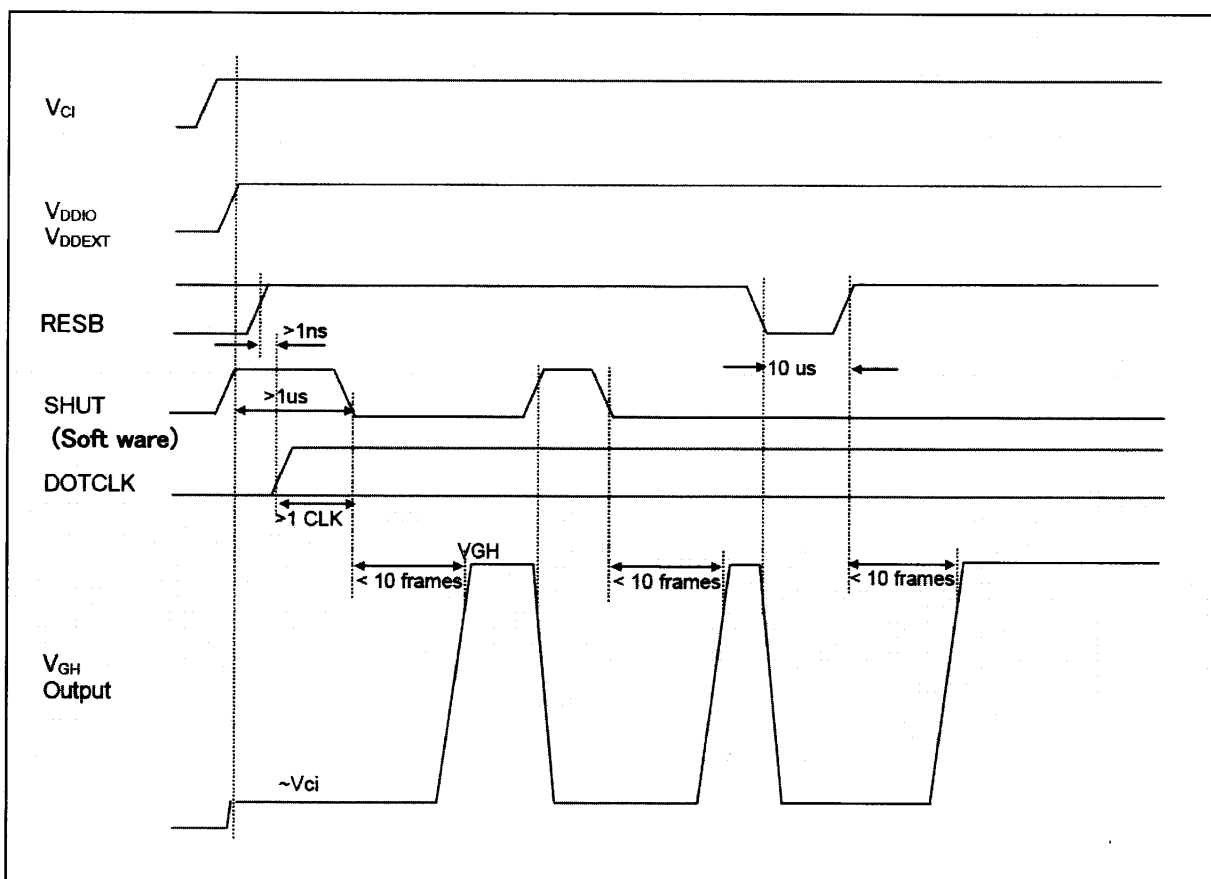 VCI
VDDIO
VDDEXT
RESB
>1ns
10 us
SHUT
(Soft ware)
>1us
DOTCLK
>1 CLK
VGH
< 10 frames
< 10 frames
< 10 frames
VGH
Output
~Vci